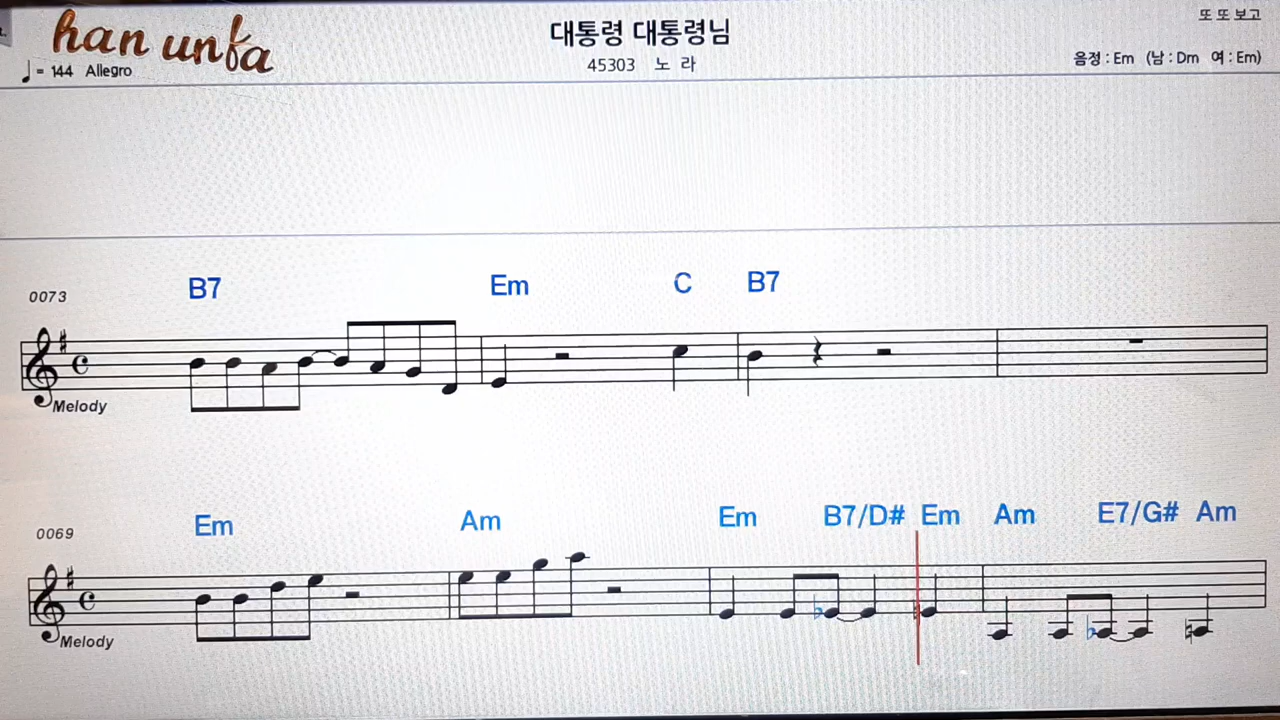 han unfa
대통령 대통령님
또 또 보고
♩ = 144 Allegro
45303 노 라
음정 : Em (남 : Dm 여 : Em)
B7 Em C B7
0073
Melody
Em Am Em B7/D# Em Am E7/G# Am
0069
Melody